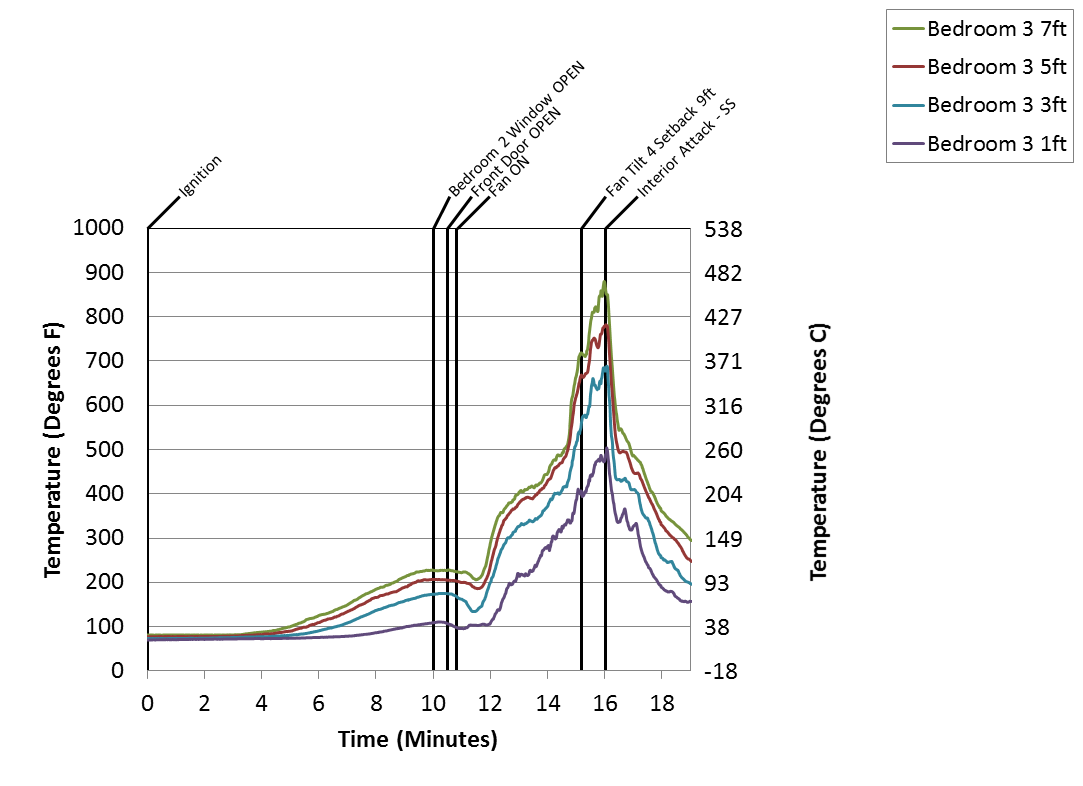 Bedroom 3 7ft
Bedroom 3 5ft
Bedroom 3 3ft
Bedroom 3 1ft
Ignition
Bedroom 2 Window OPEN
Front Door OPEN
Fan ON
Fan Tilt 4 Setback 9ft
Interior Attack - SS
1000
900
800
700
600
500
400
300
200
100
0
Temperature (Degrees F)
538
482
427
371
316
260
204
149
93
38
-18
Temperature (Degrees C)
0 2 4 6 8 10 12 14 16 18
Time (Minutes)